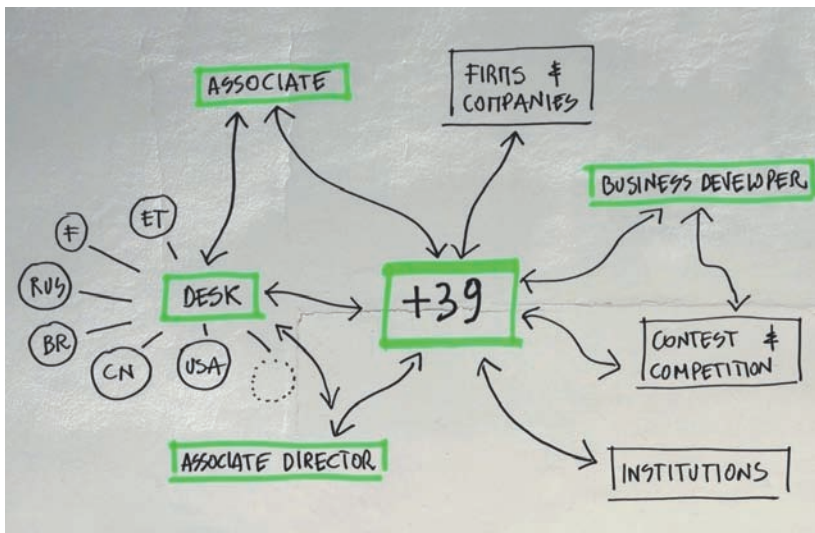 ASSOCIATE
FIRMS &
COMPANIES
BUSINESS DEVELOPER
ET
F
RUS
DESK
+39
BR
CN
USA
CONTEST &
COMPETITION
ASSOCIATE DIRECTOR
INSTITUTIONS